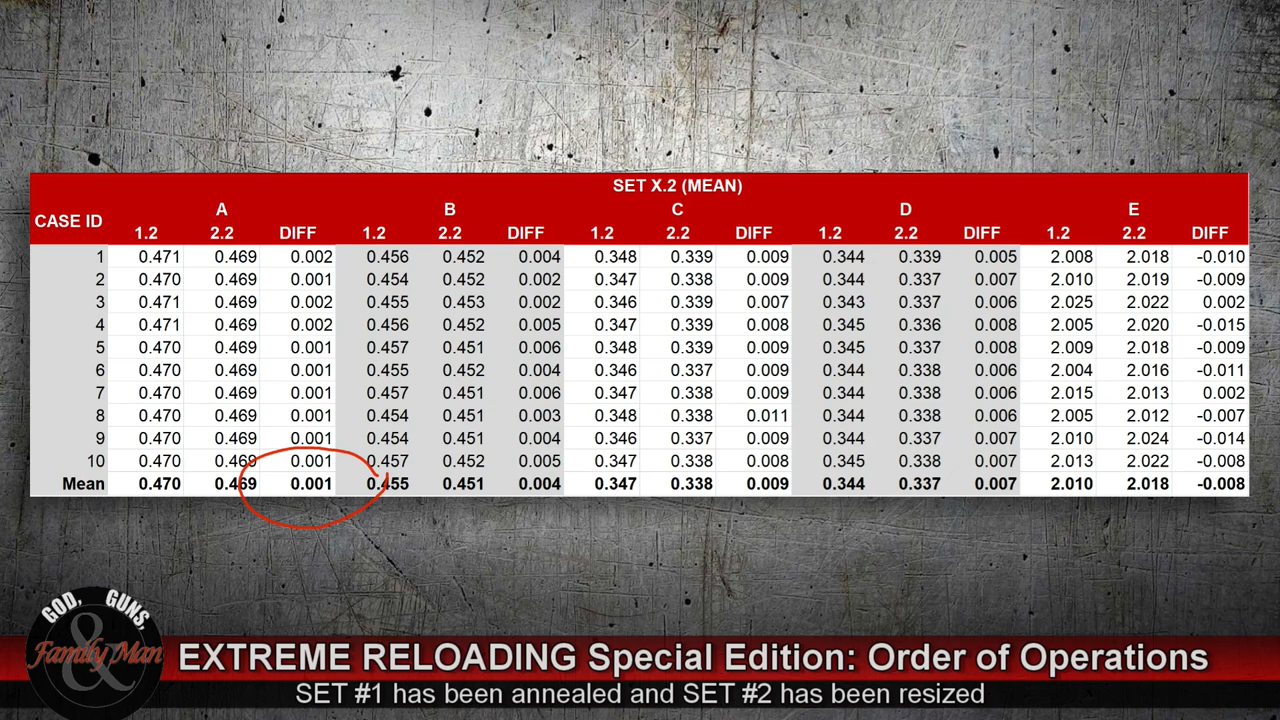 SET X.2 (MEAN)
CASE ID A B C D E
1.2 2.2 DIFF 1.2 2.2 DIFF 1.2 2.2 DIFF 1.2 2.2 DIFF 1.2 2.2 DIFF
1 0.471 0.469 0.002 0.456 0.452 0.004 0.348 0.339 0.009 0.344 0.339 0.005 2.008 2.018 -0.010
2 0.470 0.469 0.001 0.454 0.452 0.002 0.347 0.338 0.009 0.344 0.337 0.007 2.010 2.019 -0.009
3 0.471 0.469 0.002 0.455 0.453 0.002 0.346 0.339 0.007 0.343 0.337 0.006 2.025 2.022 0.002
4 0.471 0.469 0.002 0.456 0.452 0.005 0.347 0.339 0.008 0.345 0.336 0.008 2.005 2.020 -0.015
5 0.470 0.469 0.001 0.457 0.451 0.006 0.348 0.339 0.009 0.345 0.337 0.008 2.009 2.018 -0.009
6 0.470 0.469 0.001 0.455 0.452 0.004 0.346 0.337 0.009 0.344 0.338 0.006 2.004 2.016 -0.011
7 0.470 0.469 0.001 0.457 0.451 0.006 0.347 0.338 0.009 0.344 0.338 0.006 2.015 2.013 0.002
8 0.470 0.469 0.001 0.454 0.451 0.003 0.348 0.338 0.011 0.344 0.338 0.006 2.005 2.012 -0.007
9 0.470 0.469 0.001 0.454 0.451 0.004 0.346 0.337 0.009 0.344 0.337 0.007 2.010 2.024 -0.014
10 0.470 0.469 0.001 0.457 0.452 0.005 0.347 0.338 0.008 0.345 0.338 0.007 2.013 2.022 -0.008
Mean 0.470 0.469 0.001 0.455 0.451 0.004 0.347 0.338 0.009 0.344 0.337 0.007 2.010 2.018 -0.008
GOD, GUNS,
&
Family Man
EXTREME RELOADING Special Edition: Order of Operations
SET #1 has been annealed and SET #2 has been resized